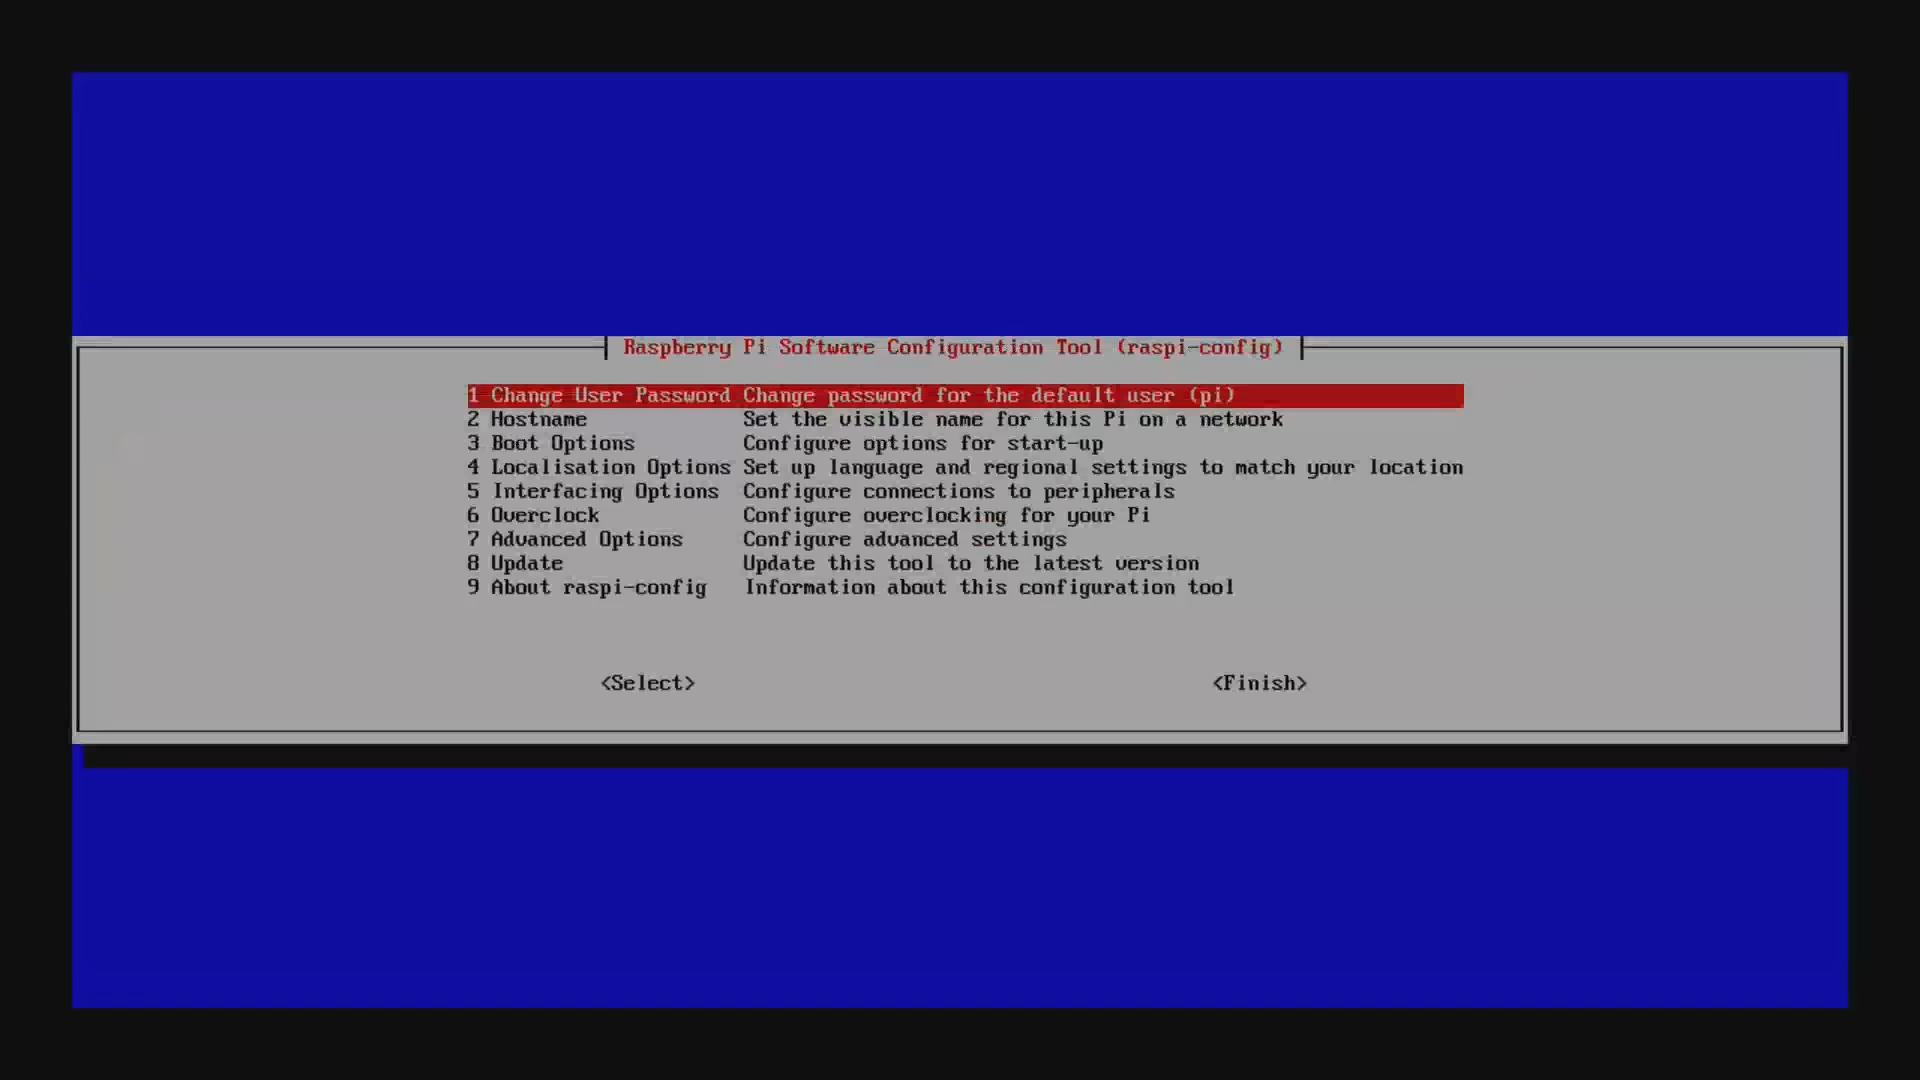 Raspberry Pi Software Configuration Tool (raspi-config)
1 Change User Password Change password for the default user (pi)
2 Hostname Set the visible name for this Pi on a network
3 Boot Options Configure options for start-up
4 Localisation Options Set up language and regional settings to match your location
5 Interfacing Options Configure connections to peripherals
6 Overclock Configure overclocking for your Pi
7 Advanced Options Configure advanced settings
8 Update Update this tool to the latest version
9 About raspi-config Information about this configuration tool
<Select> <Finish>